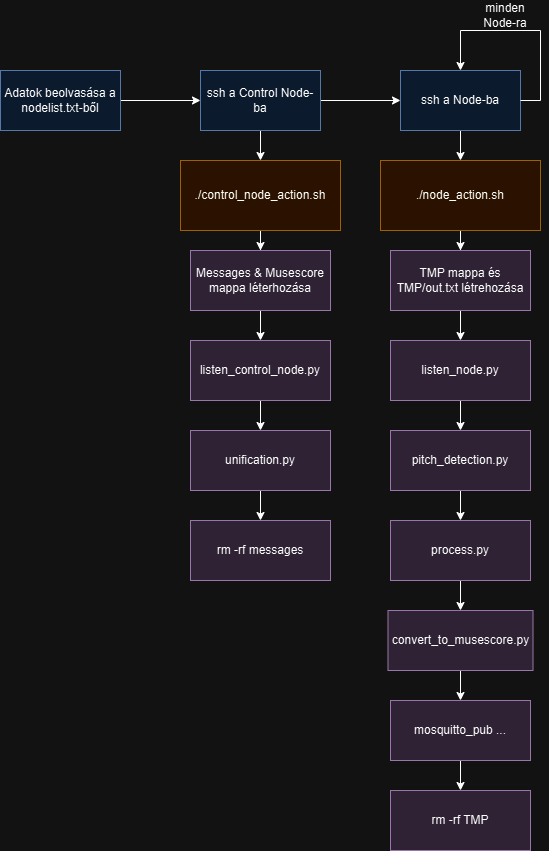 minden
Node-ra
Adatok beolvasása a
nodelist.txt-ből
ssh a Control Node-
ba
ssh a Node-ba
./control_node_action.sh
./node_action.sh
Messages & Musescore
mappa léterhozása
TMP mappa és
TMP/out.txt létrehozása
listen_control_node.py
listen_node.py
unification.py
pitch_detection.py
rm -rf messages
process.py
convert_to_musescore.py
mosquitto_pub ...
rm -rf TMP